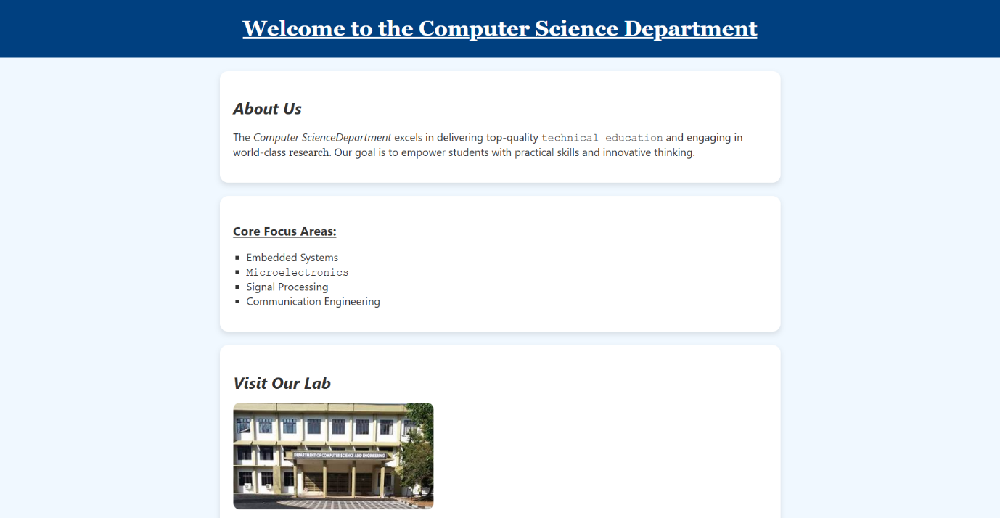 Welcome to the Computer Science Department
About Us
The Computer ScienceDepartment excels in delivering top-quality technical education and engaging in
world-class research. Our goal is to empower students with practical skills and innovative thinking.
Core Focus Areas:
Embedded Systems
Microelectronics
Signal Processing
Communication Engineering
Visit Our Lab
DEPARTMENT OF COMPUTER SCIENCE AND ENGINEERING